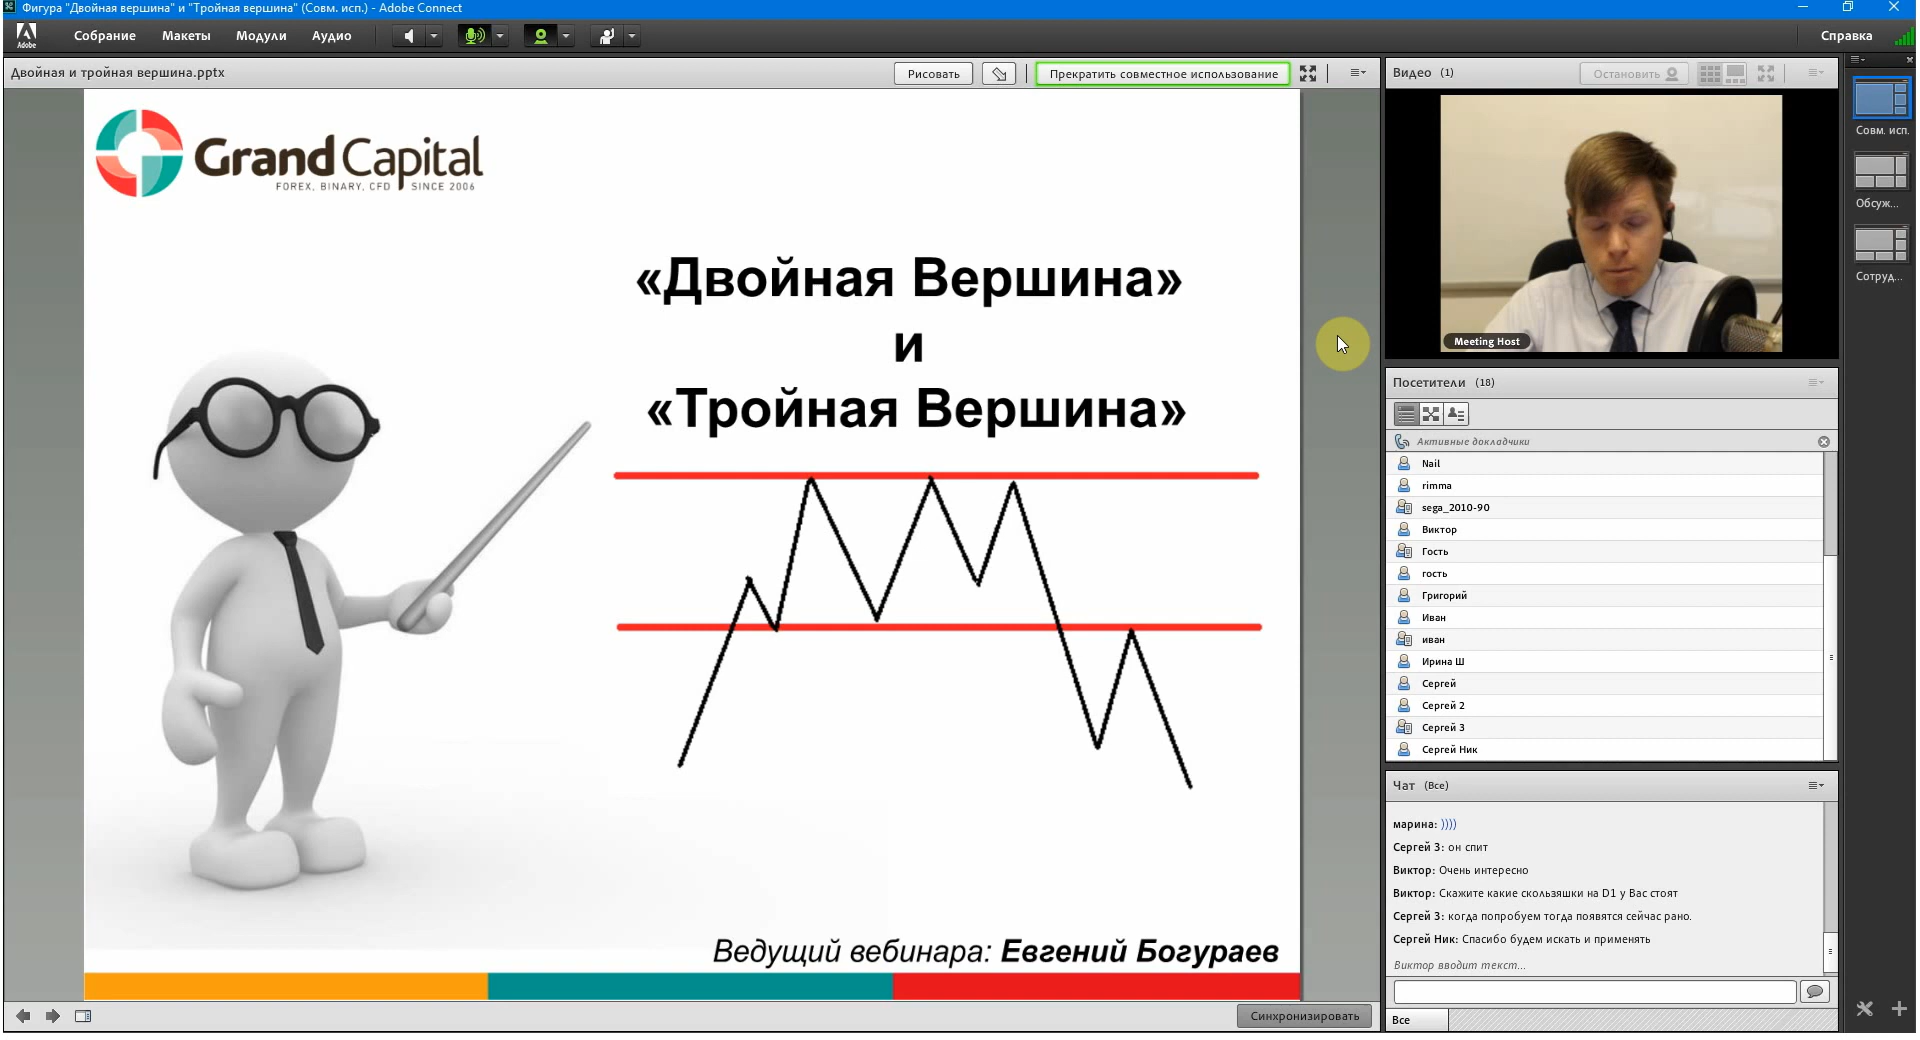 Фигура "Двойная вершина" и "Тройная вершина" (Совм. исп.) - Adobe Connect
Adobe
Собрание Макеты Модули Аудио
Справка
Двойная и тройная вершина.pptx
Рисовать
Прекратить совместное использование
GrandCapital
FOREX, BINARY, CFD SINCE 2006
«Двойная Вершина»
и
«Тройная Вершина»
Ведущий вебинара: Евгений Богураев
Синхронизировать
Видео (1)
Остановить
Meeting Host
Посетители (18)
Активные докладчики
Nail
rimma
sega_2010-90
Виктор
Гость
гость
Григорий
Иван
иван
Ирина Ш
Сергей
Сергей 2
Сергей 3
Сергей Ник
Чат (Все)
марина: ))))
Сергей 3: он спит
Виктор: Очень интересно
Виктор: Скажите какие скользяшки на D1 у Вас стоят
Сергей 3: когда попробуем тогда появятся сейчас рано.
Сергей Ник: Спасибо будем искать и применять
Виктор вводит текст...
Все
Совм. исп.
Обсуж...
Сотруд...